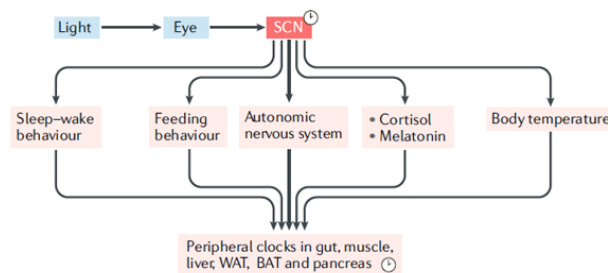 Light
Eye
SCN
Sleep–wake
behaviour
Feeding
behaviour
Autonomic
nervous system
• Cortisol
• Melatonin
Body temperature
Peripheral clocks in gut, muscle,
liver, WAT, BAT and pancreas